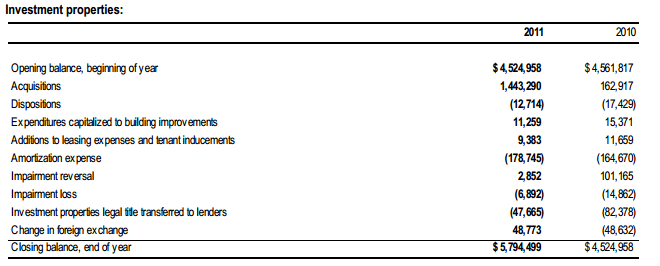 Investment properties:
2011 2010
Opening balance, beginning of year $ 4,524,958 $ 4,561,817
Acquisitions 1,443,290 162,917
Dispositions (12,714) (17,429)
Expenditures capitalized to building improvements 11,259 15,371
Additions to leasing expenses and tenant inducements 9,383 11,659
Amortization expense (178,745) (164,670)
Impairment reversal 2,852 101,165
Impairment loss (6,892) (14,862)
Investment properties legal title transferred to lenders (47,665) (82,378)
Change in foreign exchange 48,773 (48,632)
Closing balance, end of year $ 5,794,499 $ 4,524,958